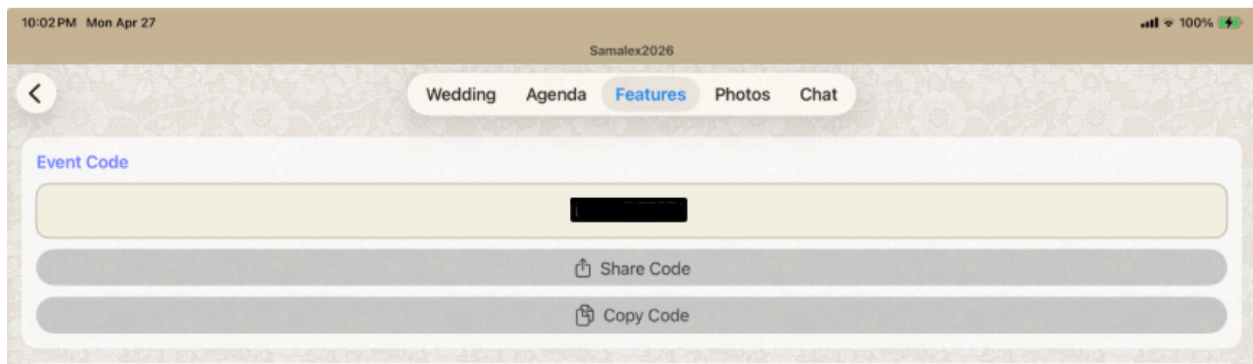 10:02 PM Mon Apr 27 100%
Samalex2026
Wedding Agenda Features Photos Chat
Event Code
Share Code
Copy Code